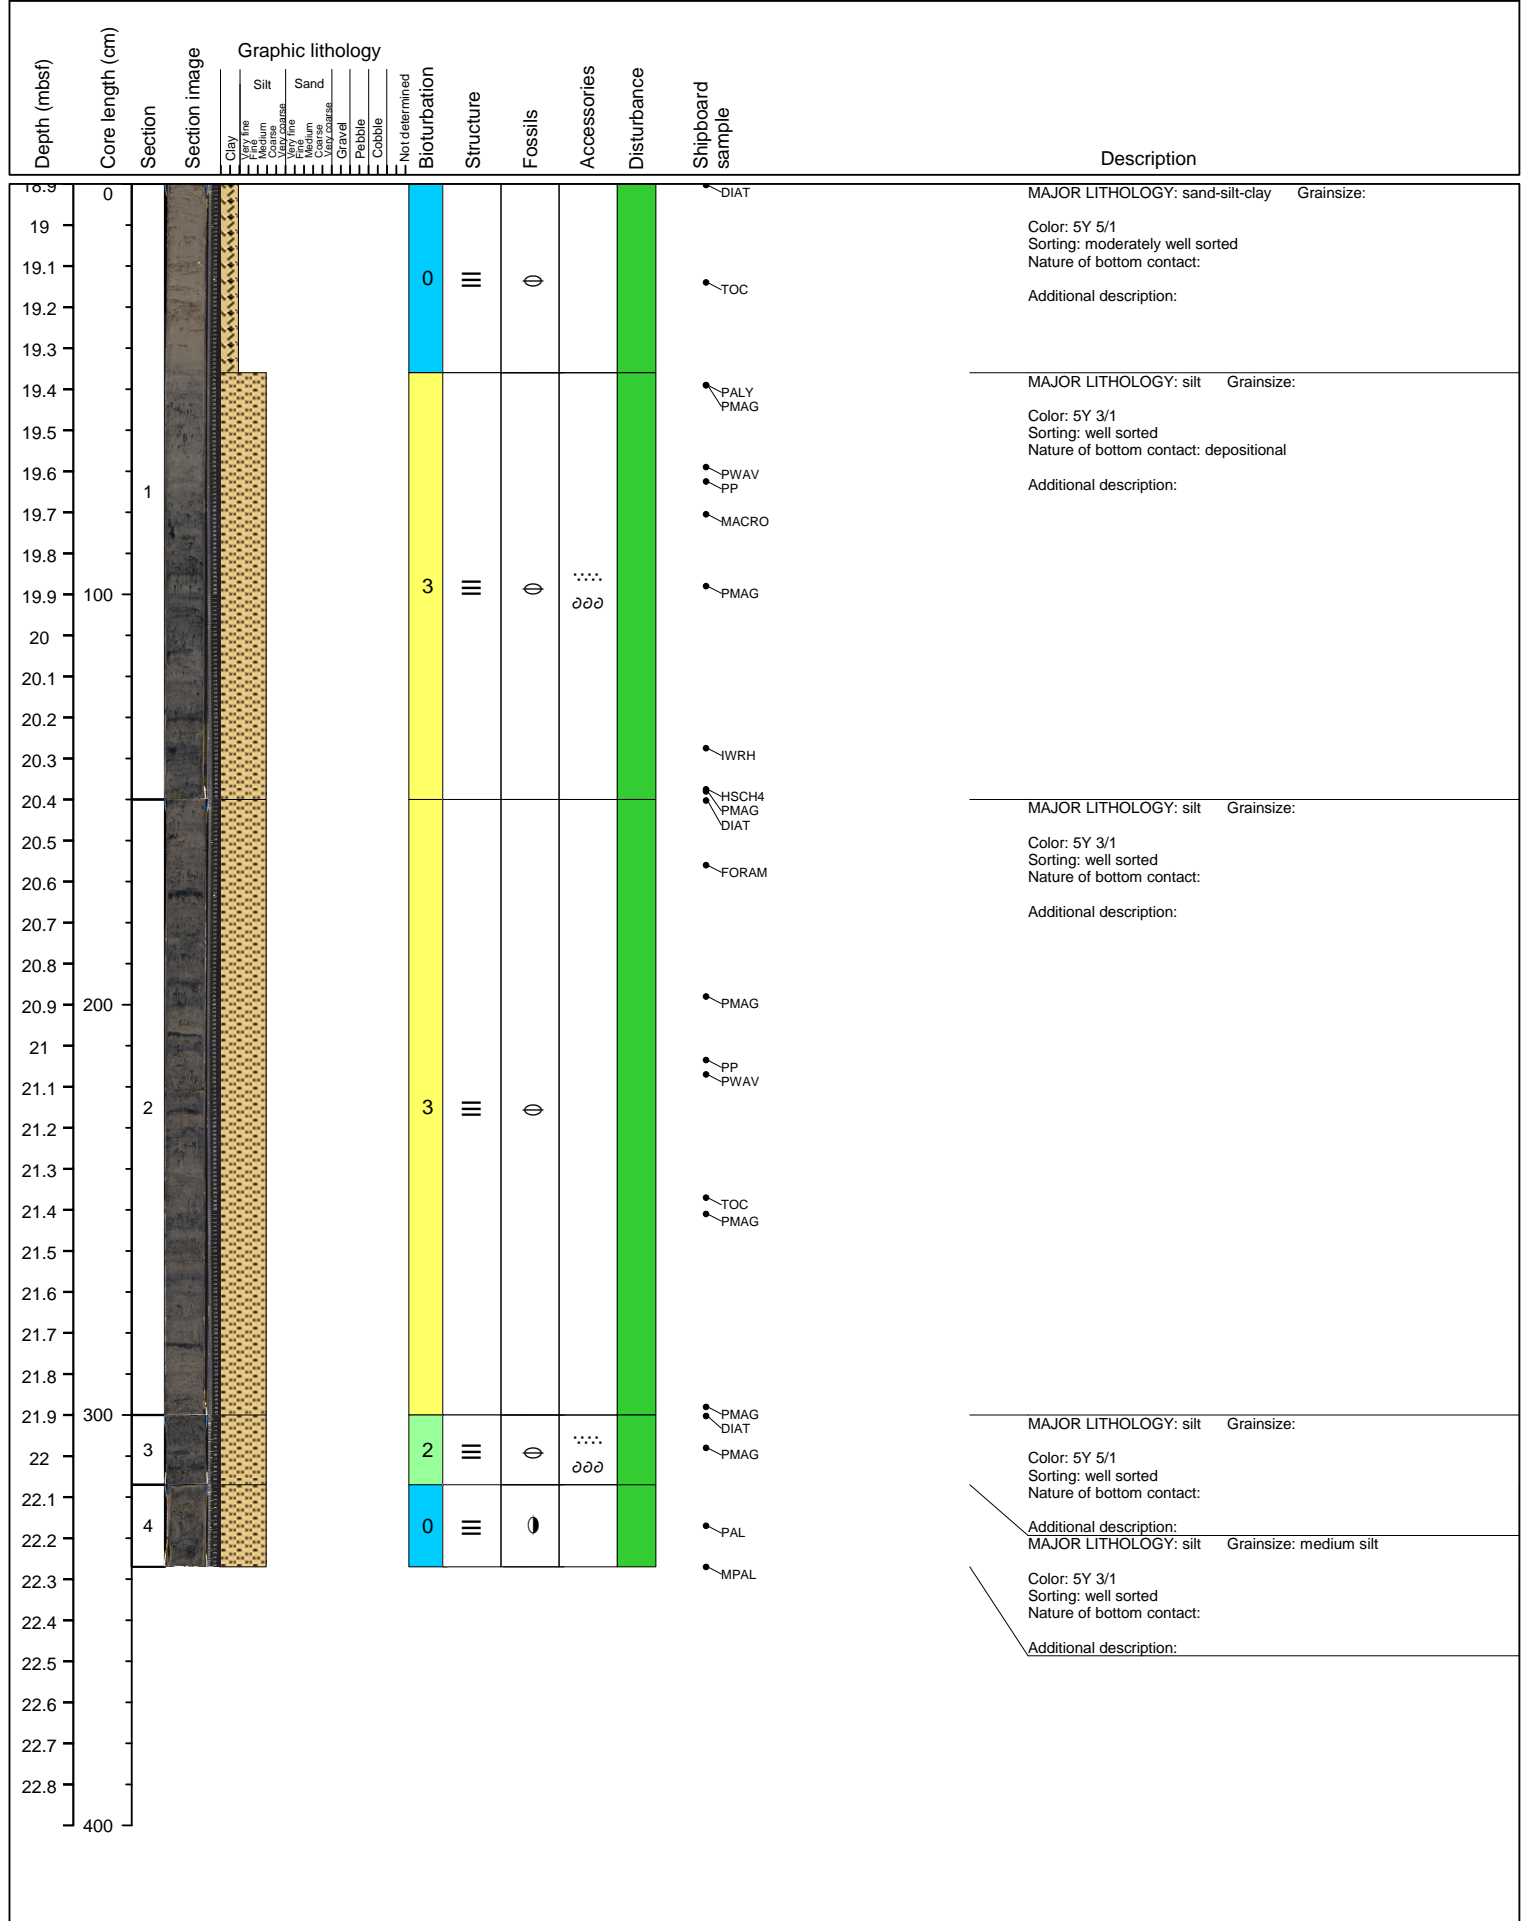 Depth (mbsf)
Core length (cm)
Section
Section image
Graphic lithology
Clay
Silt
Very fine
Fine
Medium
Coarse
Very coarse
Sand
Very fine
Fine
Medium
Coarse
Very coarse
Gravel
Pebble
Cobble
Not determined
Bioturbation
Structure
Fossils
Accessories
Disturbance
Shipboard
sample
Description
18.9
19
19.1
19.2
19.3
19.4
19.5
19.6
19.7
19.8
19.9
20
20.1
20.2
20.3
20.4
20.5
20.6
20.7
20.8
20.9
21
21.1
21.2
21.3
21.4
21.5
21.6
21.7
21.8
21.9
22
22.1
22.2
22.3
22.4
22.5
22.6
22.7
22.8
0
100
200
300
400
1
2
3
4
0
3
3
2
0
DIAT
TOC
PALY
PMAG
PWAV
PP
MACRO
PMAG
IWRH
HSCH4
PMAG
DIAT
FORAM
PMAG
PP
PWAV
TOC
PMAG
PMAG
DIAT
PMAG
PAL
MPAL
MAJOR LITHOLOGY: sand-silt-clay Grainsize:
Color: 5Y 5/1
Sorting: moderately well sorted
Nature of bottom contact:
Additional description:
MAJOR LITHOLOGY: silt Grainsize:
Color: 5Y 3/1
Sorting: well sorted
Nature of bottom contact: depositional
Additional description:
MAJOR LITHOLOGY: silt Grainsize:
Color: 5Y 3/1
Sorting: well sorted
Nature of bottom contact:
Additional description:
MAJOR LITHOLOGY: silt Grainsize:
Color: 5Y 5/1
Sorting: well sorted
Nature of bottom contact:
Additional description:
MAJOR LITHOLOGY: silt Grainsize: medium silt
Color: 5Y 3/1
Sorting: well sorted
Nature of bottom contact:
Additional description: